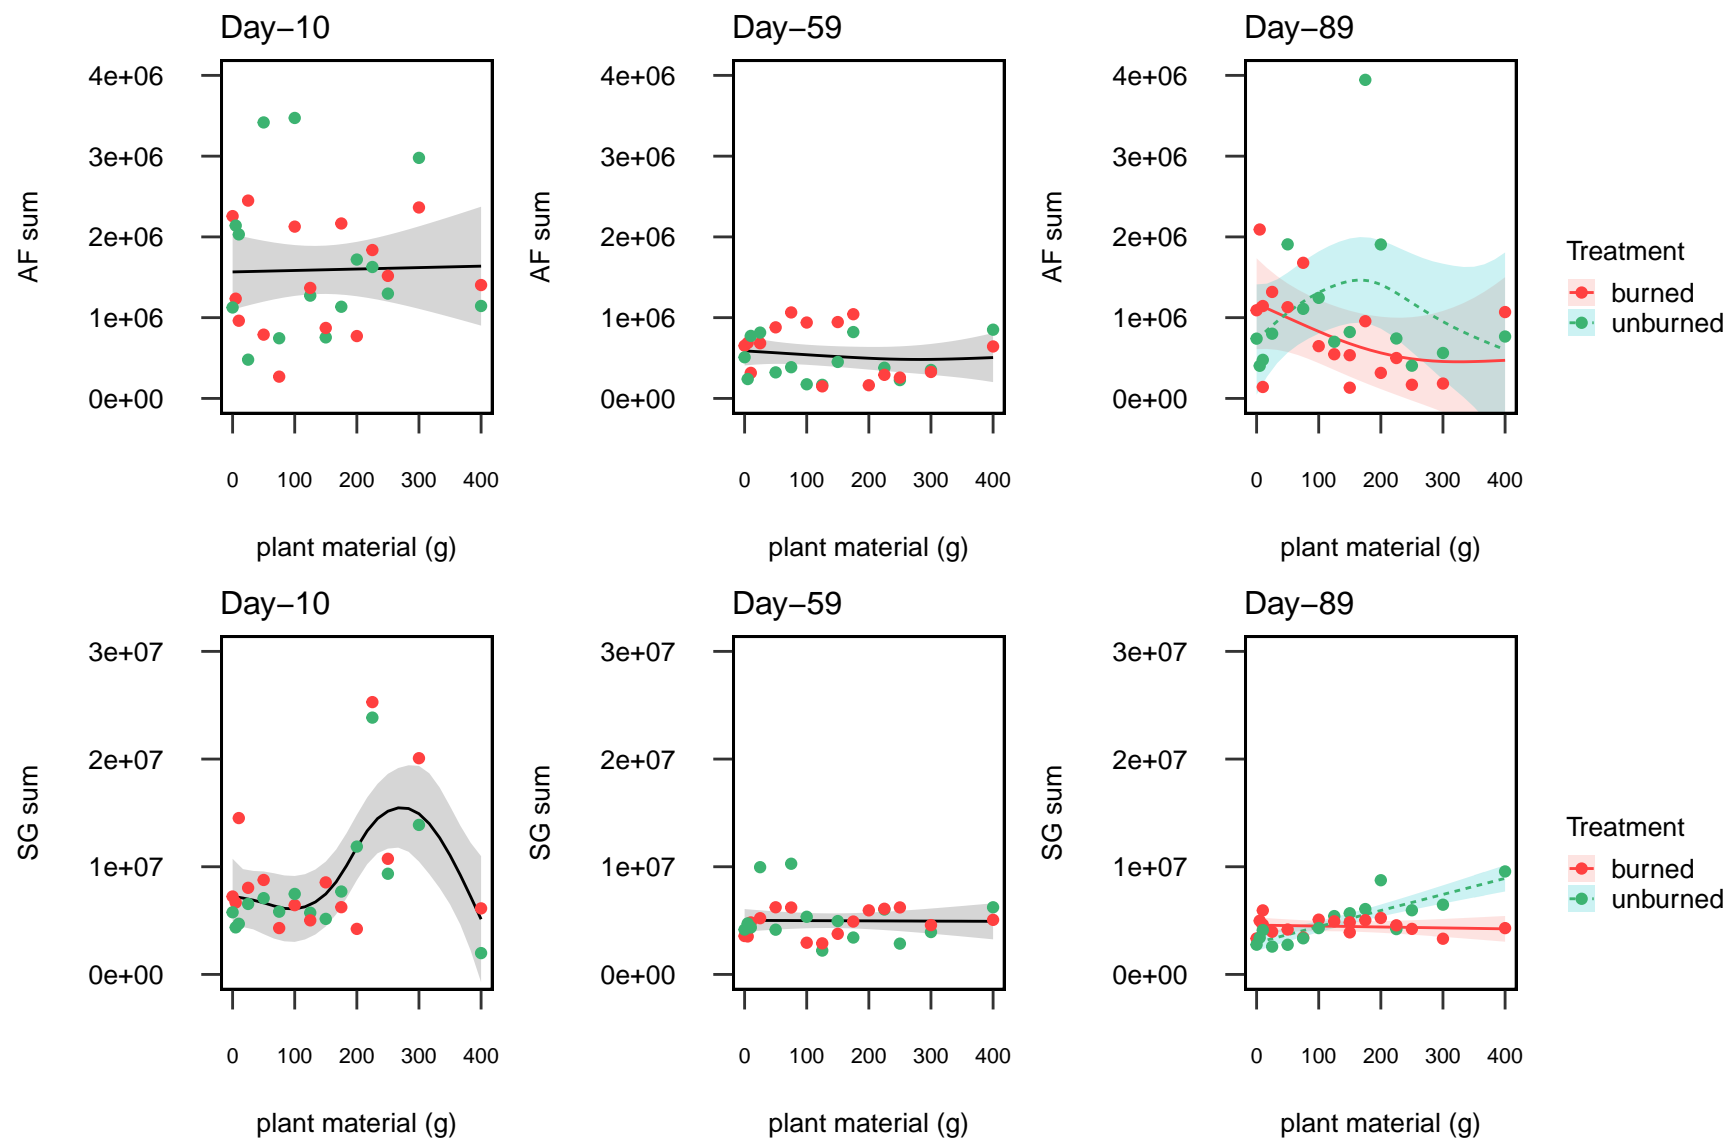 Day−10
Day−59
Day−89
4e+06
3e+06
2e+06
1e+06
0e+00
AF sum
0 100 200 300 400
plant material (g)
4e+06
3e+06
2e+06
1e+06
0e+00
AF sum
0 100 200 300 400
plant material (g)
4e+06
3e+06
2e+06
1e+06
0e+00
AF sum
0 100 200 300 400
plant material (g)
Treatment
burned
unburned
Day−10
Day−59
Day−89
3e+07
2e+07
1e+07
0e+00
SG sum
0 100 200 300 400
plant material (g)
3e+07
2e+07
1e+07
0e+00
SG sum
0 100 200 300 400
plant material (g)
3e+07
2e+07
1e+07
0e+00
SG sum
0 100 200 300 400
plant material (g)
Treatment
burned
unburned